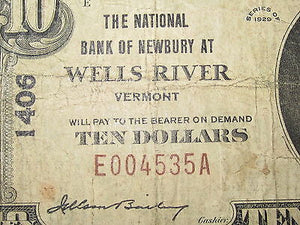 10
E
THE NATIONAL
SERIES OF
1929
BANK OF NEWBURY AT
WELLS RIVER
VERMONT
1406
WILL PAY TO THE BEARER ON DEMAND
TEN DOLLARS
E004535A
Cashier
TEN